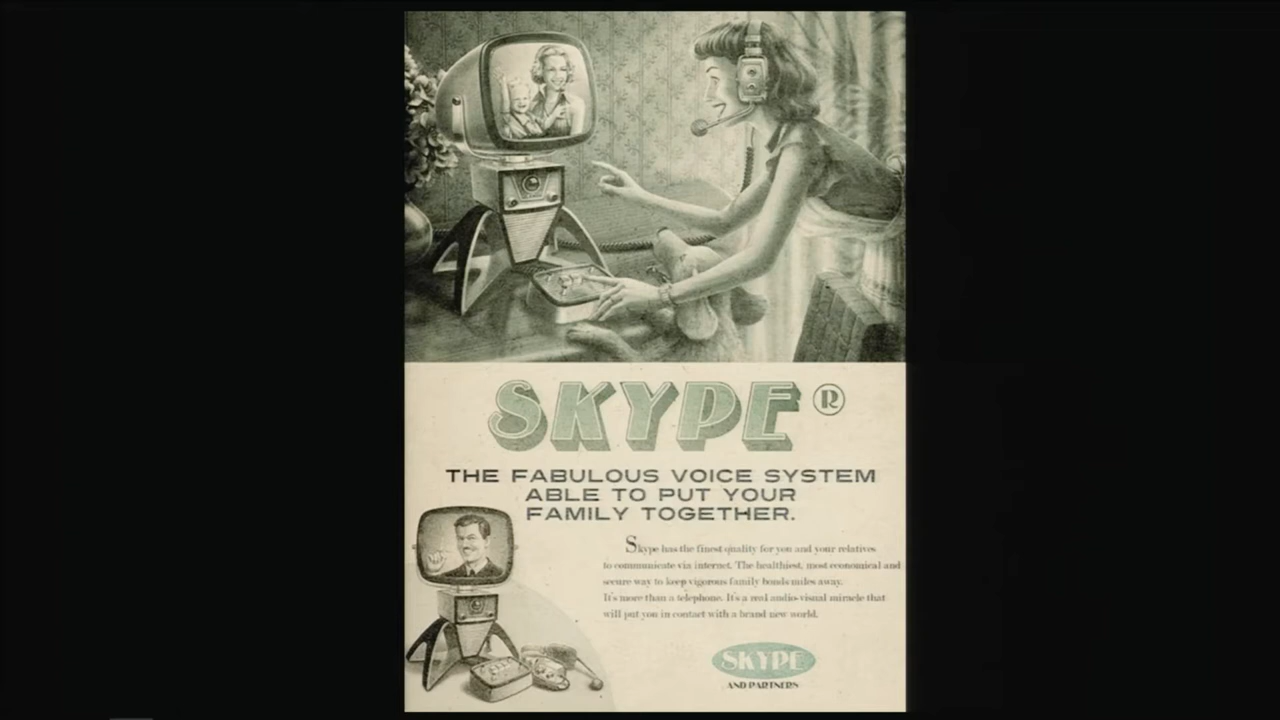 SKYPE®
THE FABULOUS VOICE SYSTEM
ABLE TO PUT YOUR
FAMILY TOGETHER.
Skype has the finest quality for you and your relatives
to communicate via internet. The healthiest, most economical and
secure way to keep vigorous family bonds miles away.
It's more than a telephone. It's a real audio-visual miracle that
will put you in contact with a brand new world.
SKYPE
AND PARTNERS